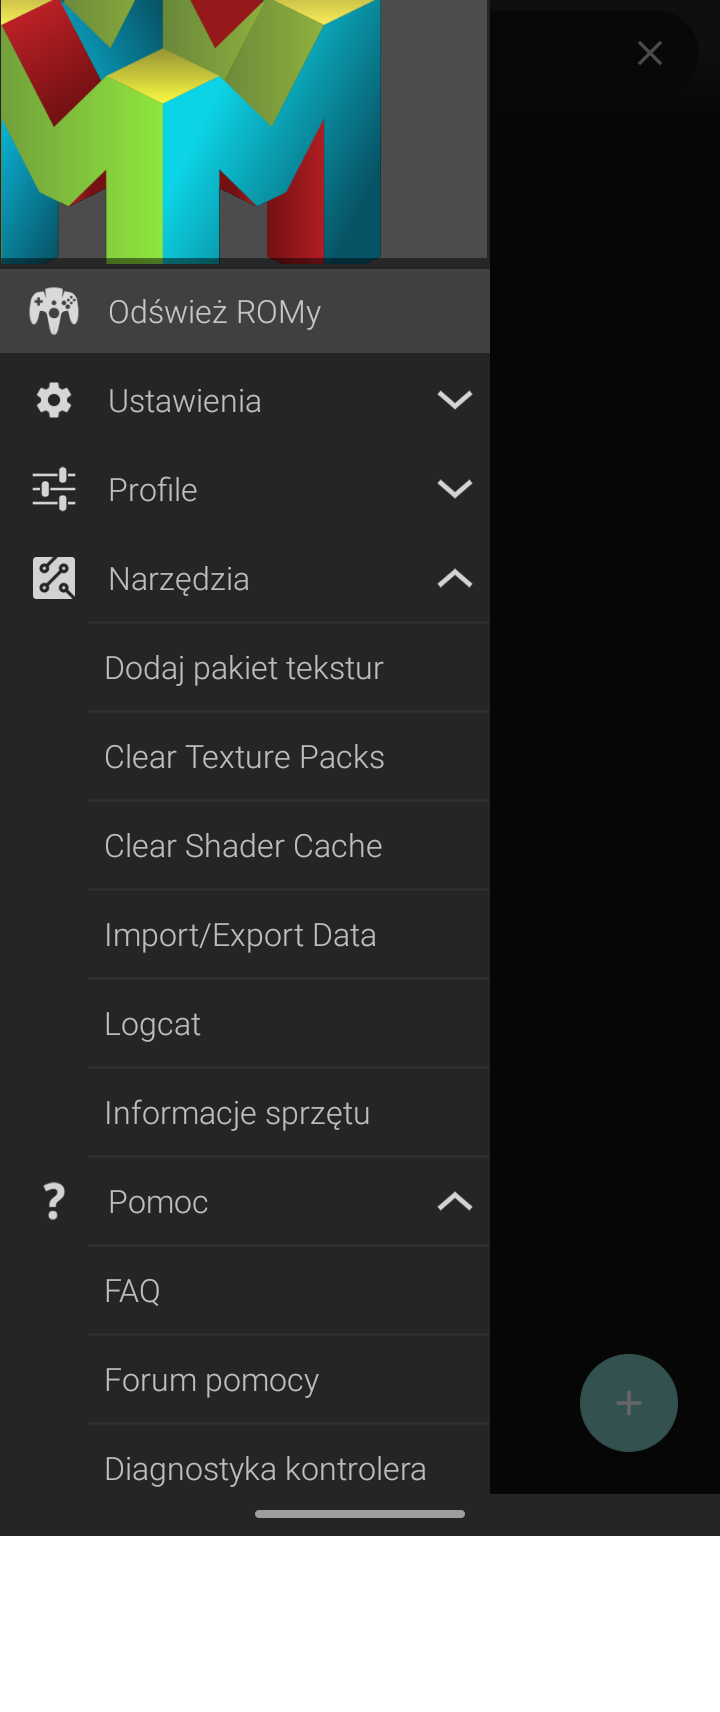 Odśwież ROMy
Ustawienia
Profile
Narzędzia
Dodaj pakiet tekstur
Clear Texture Packs
Clear Shader Cache
Import/Export Data
Logcat
Informacje sprzętu
Pomoc
FAQ
Forum pomocy
Diagnostyka kontrolera